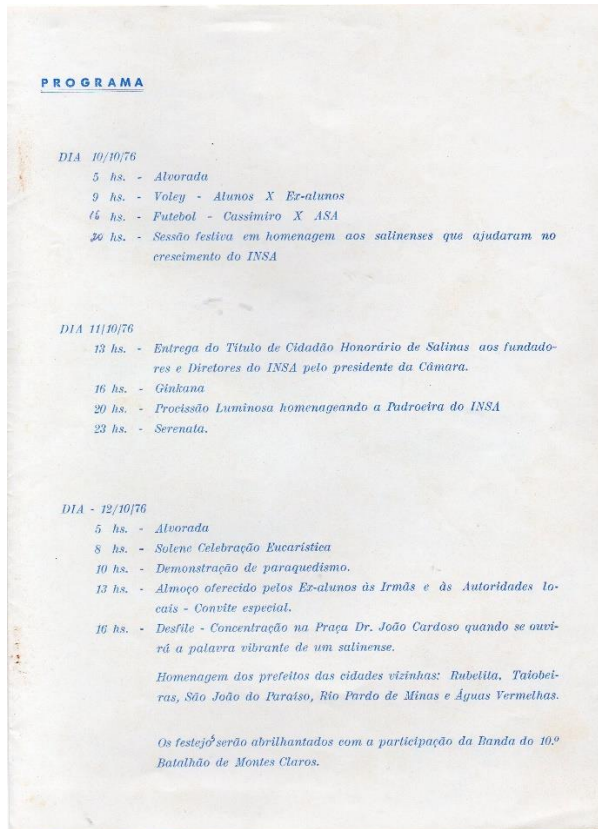 PROGRAMA
DIA 10/10/76
5 hs. - Alvorada
9 hs. - Voley - Alunos X Ex-alunos
16 hs. - Futebol - Cassimiro X ASA
20 hs. - Sessão festiva em homenagem aos salinenses que ajudaram no
crescimento do INSA
DIA 11/10/76
13 hs. - Entrega do Título de Cidadão Honorário de Salinas aos fundado-
res e Diretores do INSA pelo presidente da Câmara.
16 hs. - Ginkana
20 hs. - Procissão Luminosa homenageando a Padroeira do INSA
23 hs. - Serenata.
DIA - 12/10/76
5 hs. - Alvorada
8 hs. - Solene Celebração Eucarística
10 hs. - Demonstração de paraquedismo.
13 hs. - Almoço oferecido pelos Ex-alunos às Irmãs e às Autoridades lo-
cais - Convite especial.
16 hs. - Desfile - Concentração na Praça Dr. João Cardoso quando se ouvi-
rá a palavra vibrante de um salinense.
Homenagem dos prefeitos das cidades vizinhas: Rubelita, Taiobei-
ras, São João do Paraíso, Rio Pardo de Minas e Águas Vermelhas.
Os festejos serão abrilhantados com a participação da Banda do 10.º
Batalhão de Montes Claros.